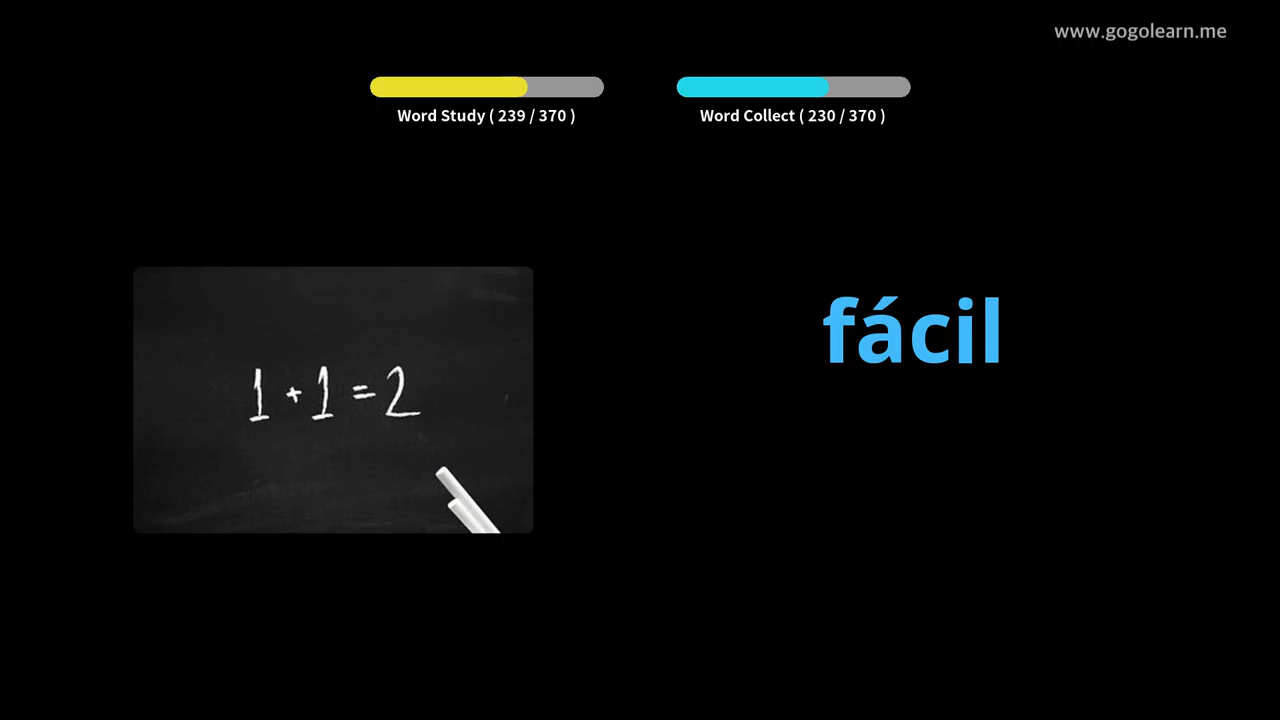 www.gogolearn.me
Word Study ( 239 / 370 )
Word Collect ( 230 / 370 )
fácil
1 + 1 = 2